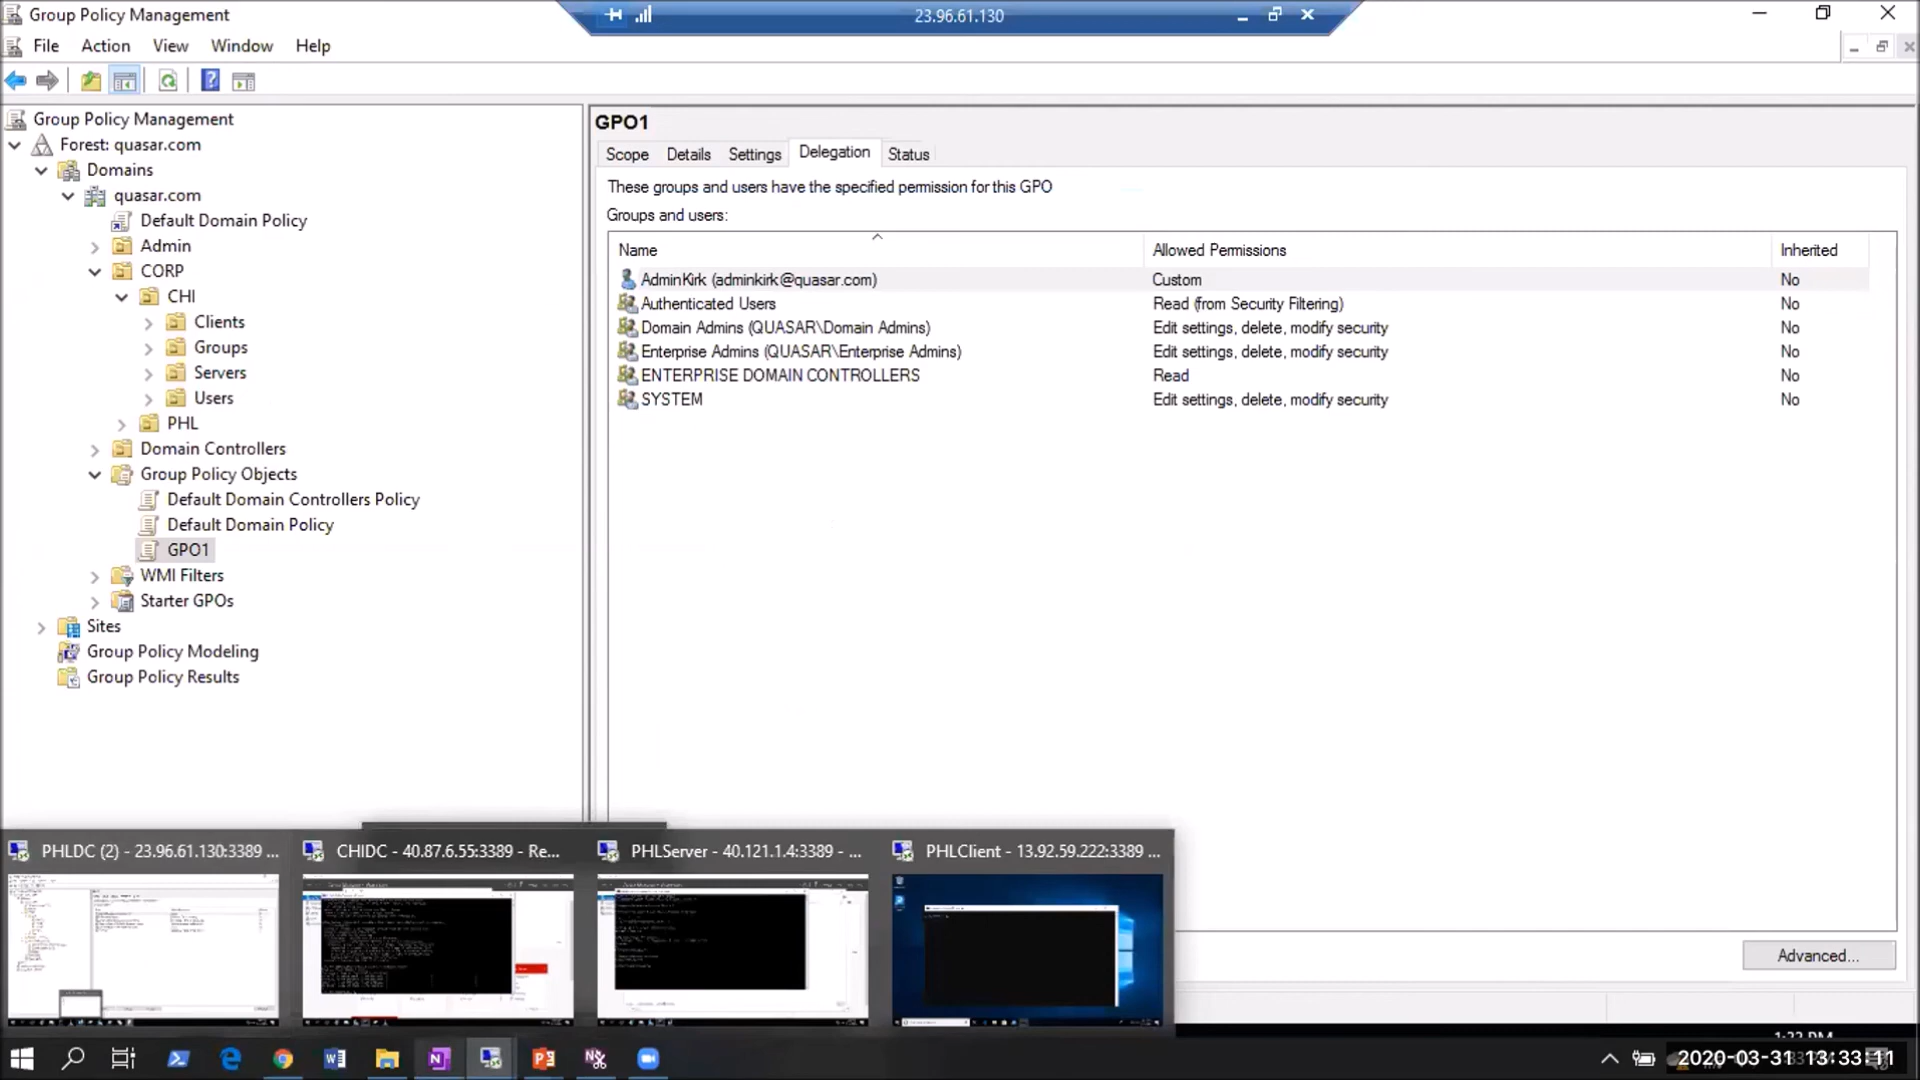 Group Policy Management
23.96.61.130
File Action View Window Help
Group Policy Management
Forest: quasar.com
Domains
quasar.com
Default Domain Policy
Admin
CORP
CHI
Clients
Groups
Servers
Users
PHL
Domain Controllers
Group Policy Objects
Default Domain Controllers Policy
Default Domain Policy
GPO1
WMI Filters
Starter GPOs
Sites
Group Policy Modeling
Group Policy Results
GPO1
Scope Details Settings Delegation Status
These groups and users have the specified permission for this GPO
Groups and users:
Name Allowed Permissions Inherited
AdminKirk (adminkirk@quasar.com) Custom No
Authenticated Users Read (from Security Filtering) No
Domain Admins (QUASAR\Domain Admins) Edit settings, delete, modify security No
Enterprise Admins (QUASAR\Enterprise Admins) Edit settings, delete, modify security No
ENTERPRISE DOMAIN CONTROLLERS Read No
SYSTEM Edit settings, delete, modify security No
Advanced...
PHLDC (2) - 23.96.61.130:3389 ...
CHIDC - 40.87.6.55:3389 - Re...
PHLServer - 40.121.1.4:3389 - ...
PHLClient - 13.92.59.222:3389 ...
2020-03-31 13:33:11